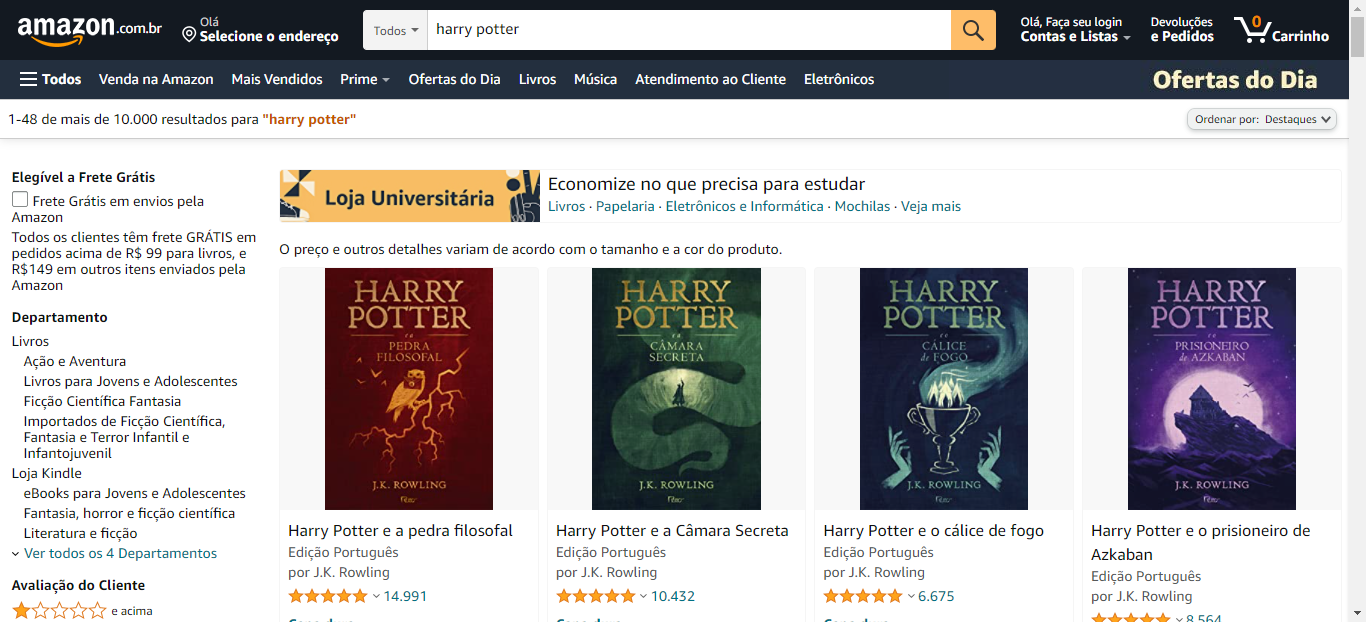 amazon.com.br
Olá
Selecione o endereço
Todos
harry potter
Olá, Faça seu login
Contas e Listas
Devoluções
e Pedidos
0
Carrinho
Todos Venda na Amazon Mais Vendidos Prime Ofertas do Dia Livros Música Atendimento ao Cliente Eletrônicos
Ofertas do Dia
1-48 de mais de 10.000 resultados para "harry potter"
Ordenar por: Destaques
Elegível a Frete Grátis
Frete Grátis em envios pela
Amazon
Todos os clientes têm frete GRÁTIS em
pedidos acima de R$ 99 para livros, e
R$149 em outros itens enviados pela
Amazon
Departamento
Livros
Ação e Aventura
Livros para Jovens e Adolescentes
Ficção Científica Fantasia
Importados de Ficção Científica,
Fantasia e Terror Infantil e
Infantojuvenil
Loja Kindle
eBooks para Jovens e Adolescentes
Fantasia, horror e ficção científica
Literatura e ficção
Ver todos os 4 Departamentos
Avaliação do Cliente
e acima
Loja Universitária
Economize no que precisa para estudar
Livros · Papelaria · Eletrônicos e Informática · Mochilas · Veja mais
O preço e outros detalhes variam de acordo com o tamanho e a cor do produto.
HARRY
POTTER
e a
PEDRA
FILOSOFAL
J.K. ROWLING
Harry Potter e a pedra filosofal
Edição Português
por J.K. Rowling
14.991
HARRY
POTTER
e a
CÂMARA
SECRETA
J.K. ROWLING
Harry Potter e a Câmara Secreta
Edição Português
por J.K. Rowling
10.432
HARRY
POTTER
e o
CÁLICE
de FOGO
J.K. ROWLING
Harry Potter e o cálice de fogo
Edição Português
por J.K. Rowling
6.675
HARRY
POTTER
e o
PRISIONEIRO
de AZKABAN
J.K. ROWLING
Harry Potter e o prisioneiro de
Azkaban
Edição Português
por J.K. Rowling
8.564